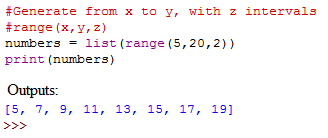 #Generate from x to y, with z intervals
#range(x,y,z)
numbers = list(range(5,20,2))
print(numbers)
Outputs:
[5, 7, 9, 11, 13, 15, 17, 19]
>>>